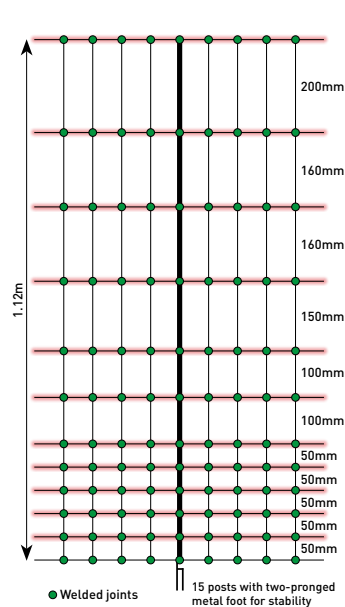 200mm
160mm
160mm
1.12m
150mm
100mm
100mm
50mm
50mm
50mm
50mm
50mm
Welded joints
15 posts with two-pronged
metal foot for stability